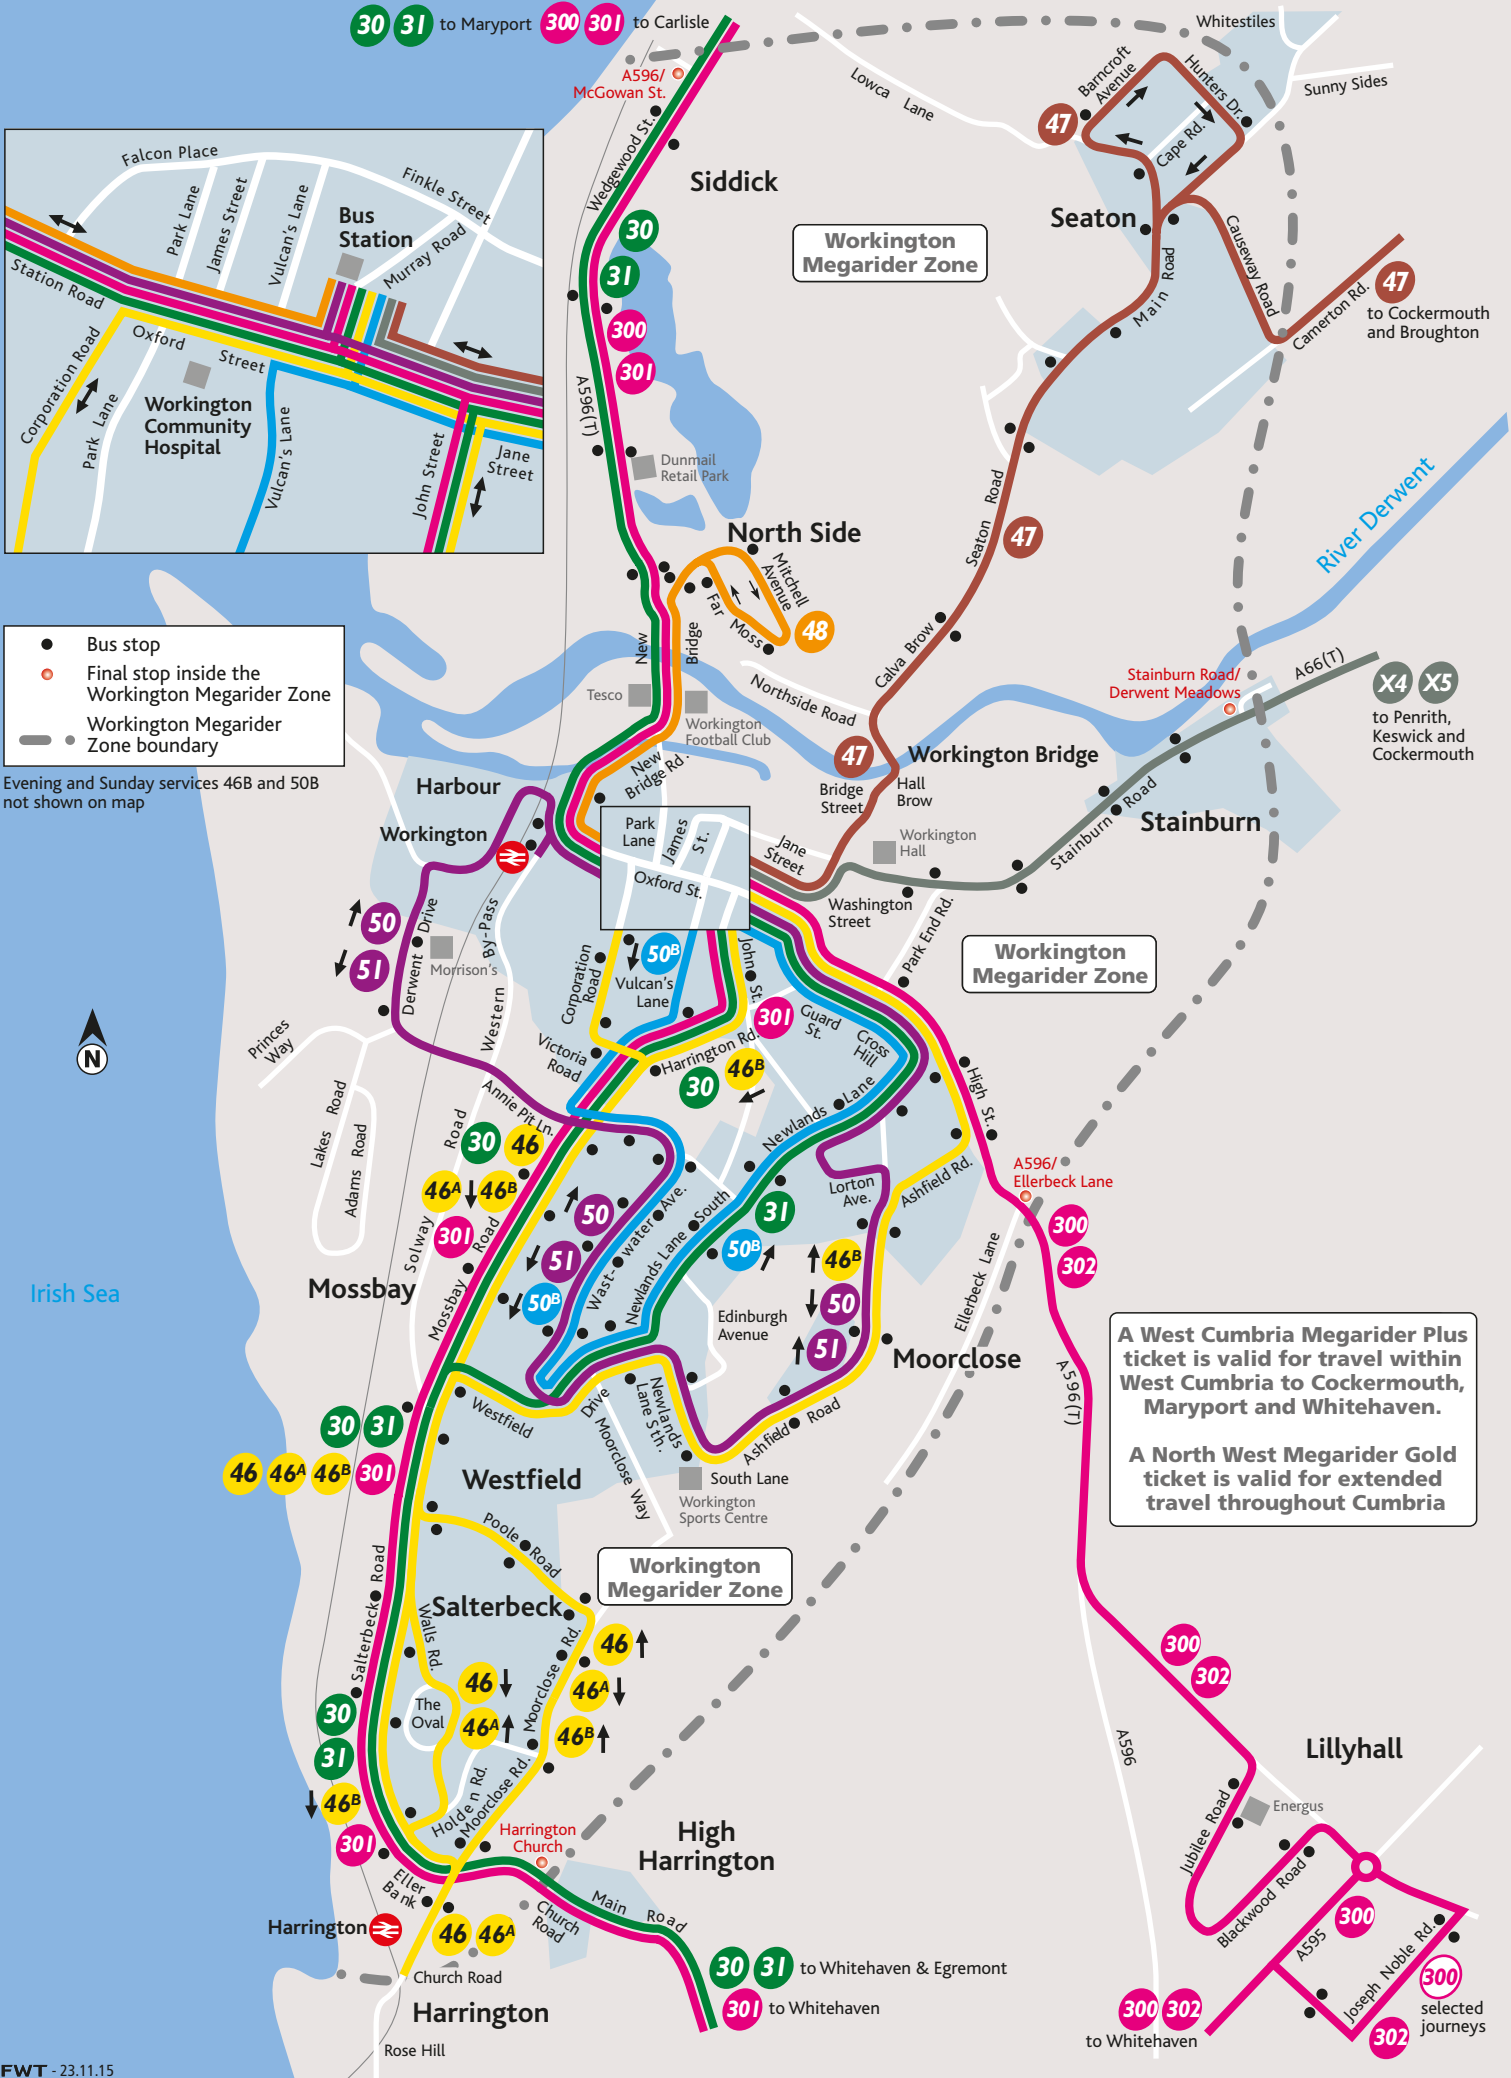 30 31 to Maryport 300 301 to Carlisle
Whitestiles
A596/
McGowan St.
Lowca Lane
Barncroft
Avenue
Hunters Dr.
Sunny Sides
47
Cape Rd.
Wedgewood St.
Siddick
Seaton
Falcon Place
Finkle Street
Park Lane
James Street
Vulcan's Lane
Bus
Station
Murray Road
Station Road
Oxford
Street
Corporation Road
Park Lane
Workington
Community
Hospital
Vulcan's Lane
John Street
Jane
Street
30
31
300
301
Workington
Megarider Zone
Causeway Road
Main Road
Camerton Rd.
47
to Cockermouth
and Broughton
A596(T)
Dunmail
Retail Park
North Side
Seaton Road
47
River Derwent
Mitchell
Avenue
Far
Moss
48
Bus stop
Final stop inside the
Workington Megarider Zone
Workington Megarider
Zone boundary
Evening and Sunday services 46B and 50B
not shown on map
New
Bridge
Tesco
Workington
Football Club
New
Bridge Rd.
Northside Road
Calva Brow
Stainburn Road/
Derwent Meadows
A66(T)
X4 X5
to Penrith,
Keswick and
Cockermouth
47
Bridge
Street
Workington Bridge
Hall
Brow
Stainburn
Stainburn Road
Harbour
Workington
Park
Lane
James
St.
Oxford St.
Jane
Street
Workington
Hall
Washington
Street
Park End Rd.
Workington
Megarider Zone
50
51
Derwent Drive
Morrison's
By-Pass
Western
Corporation
Road
50B
Vulcan's
Lane
John
St.
301
Guard
St.
Cross
Hill
Princes
Way
N
Victoria
Road
Harrington Rd.
46B
30
Annie Pit Ln.
Lakes Road
Adams Road
Road
Solway
30 46
46A 46B
301
Road
Mossbay
Mossbay
Newlands Lane
High St.
A596/
Ellerbeck Lane
Lorton
Ave.
Ashfield Rd.
50
51
50B
Wast- water Ave.
Newlands Lane South
31
50B
46B
50
51
Edinburgh
Avenue
Moorclose
Ellerbeck Lane
300
302
A596(T)
Irish Sea
A West Cumbria Megarider Plus
ticket is valid for travel within
West Cumbria to Cockermouth,
Maryport and Whitehaven.
A North West Megarider Gold
ticket is valid for extended
travel throughout Cumbria
30 31
46 46A 46B 301
Westfield
Drive
Newlands
Lane Sth.
Moorclose Way
Ashfield Road
South Lane
Workington
Sports Centre
Westfield
Poole Road
Workington
Megarider Zone
Salterbeck
Salterbeck Road
Walls Rd.
The
Oval
46
46A
46
46A
46B
Moorclose Rd.
Holden Rd.
Moorclose Rd.
30
31
46B
301
Harrington
Church
High
Harrington
Eller
Bank
Main Road
Church
Road
Harrington
46 46A
Church Road
Harrington
Rose Hill
30 31 to Whitehaven & Egremont
301 to Whitehaven
300
302
A596
Lillyhall
Energus
Jubilee Road
Blackwood Road
300
A595
Joseph Noble Rd.
300
selected
journeys
300 302
to Whitehaven
302
FWT - 23.11.15